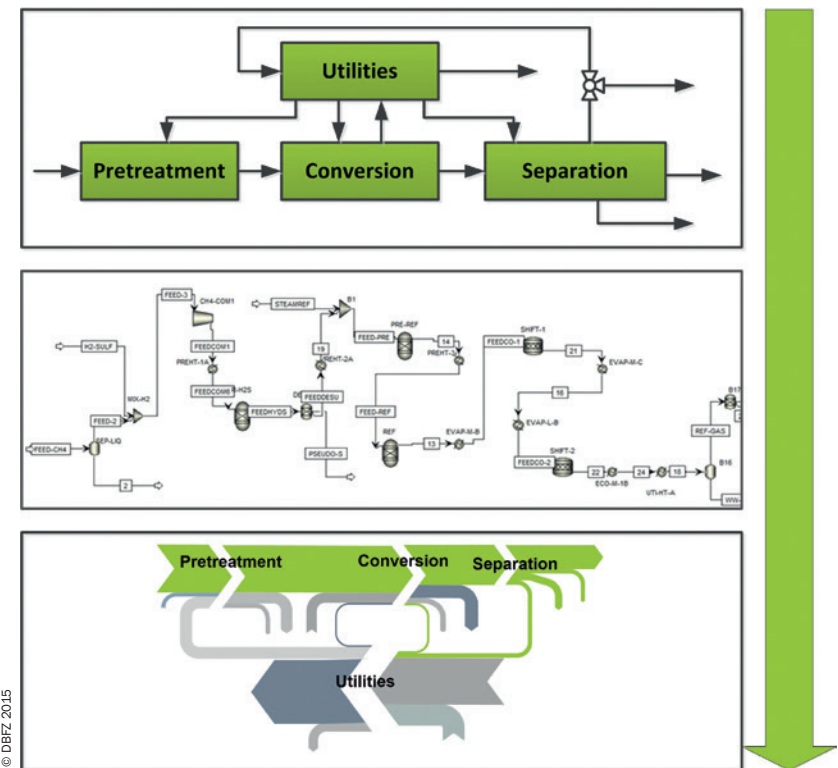 Utilities
Pretreatment
Conversion
Separation
FEED-3
CH4-COM1
STEAMREF
B1
H2-SULF
FEEDCOM1
PRE-REF
FEED-PRE
14
SHIFT-1
FEEDCO-1
21
19
PREHT-1A
PREHT-3
EVAP-M-C
MIX-H2
FEEDDESU
16
B17
FEED-2
FEEDHYDS
FEED-REF
EVAP-L-B
REF-GAS
FEED-CH4
SEP-LIQ
REF
13
EVAP-M-B
SHIFT-2
PSEUDO-S
FEEDCO-2
22
24
18
B16
2
ECO-M-1B
UTI-HT-A
Pretreatment
Conversion
Separation
Utilities
© DBFZ 2015